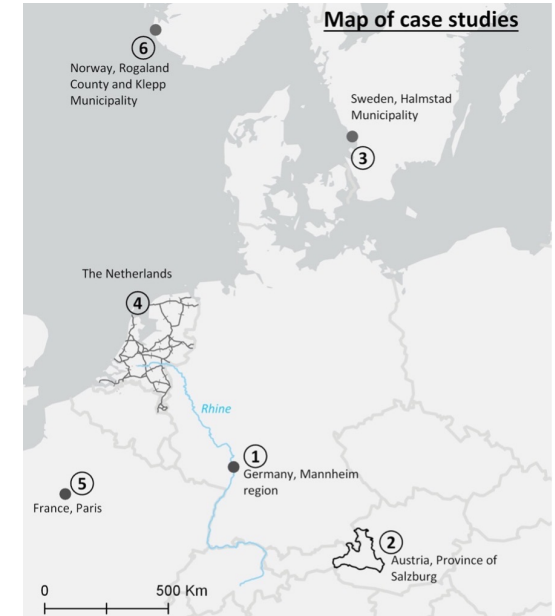 Map of case studies
6
Norway, Rogaland
County and Klepp
Municipality
Sweden, Halmstad
Municipality
3
The Netherlands
4
Rhine
1
Germany, Mannheim
region
5
France, Paris
2
Austria, Province of
Salzburg
0 500 Km